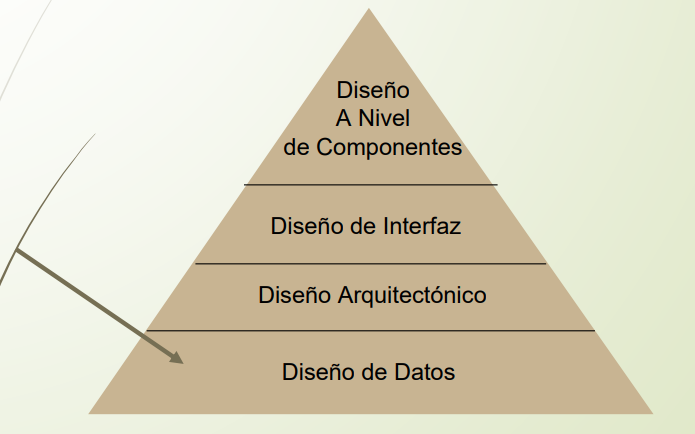 Diseño
A Nivel
de Componentes
Diseño de Interfaz
Diseño Arquitectónico
Diseño de Datos